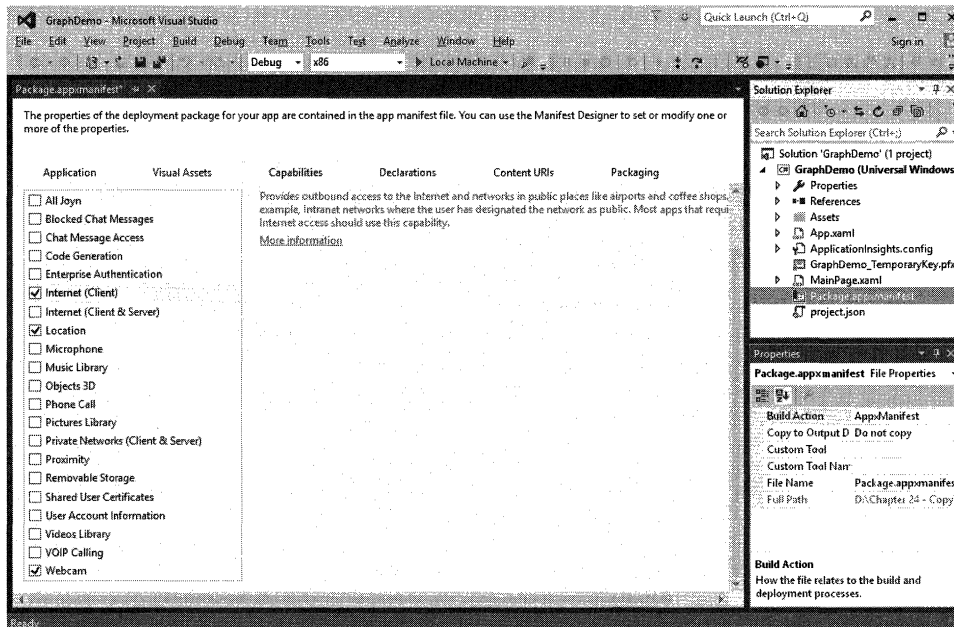 GraphDemo - Microsoft Visual Studio
Quick Launch (Ctrl+Q)
File Edit View Project Build Debug Team Tools Test Analyze Window Help
Sign in
Debug x86 Local Machine
Package.appxmanifest*
The properties of the deployment package for your app are contained in the app manifest file. You can use the Manifest Designer to set or modify one or
more of the properties.
Application Visual Assets Capabilities Declarations Content URIs Packaging
All Joyn
Blocked Chat Messages
Chat Message Access
Code Generation
Enterprise Authentication
Internet (Client)
Internet (Client & Server)
Location
Microphone
Music Library
Objects 3D
Phone Call
Pictures Library
Private Networks (Client & Server)
Proximity
Removable Storage
Shared User Certificates
User Account Information
Videos Library
VOIP Calling
Webcam
Provides outbound access to the Internet and networks in public places like airports and coffee shops,
example, Intranet networks where the user has designated the network as public. Most apps that requi
Internet access should use this capability.
More information
Solution Explorer
Search Solution Explorer (Ctrl+;)
Solution 'GraphDemo' (1 project)
GraphDemo (Universal Windows
Properties
References
Assets
App.xaml
ApplicationInsights.config
GraphDemo_TemporaryKey.pfx
MainPage.xaml
Package.appxmanifest
project.json
Properties
Package.appxmanifest File Properties
Build Action AppxManifest
Copy to Output D Do not copy
Custom Tool
Custom Tool Nam
File Name Package.appxmanifes
Full Path D:\Chapter 24 - Copy
Build Action
How the file relates to the build and
deployment processes.
Ready